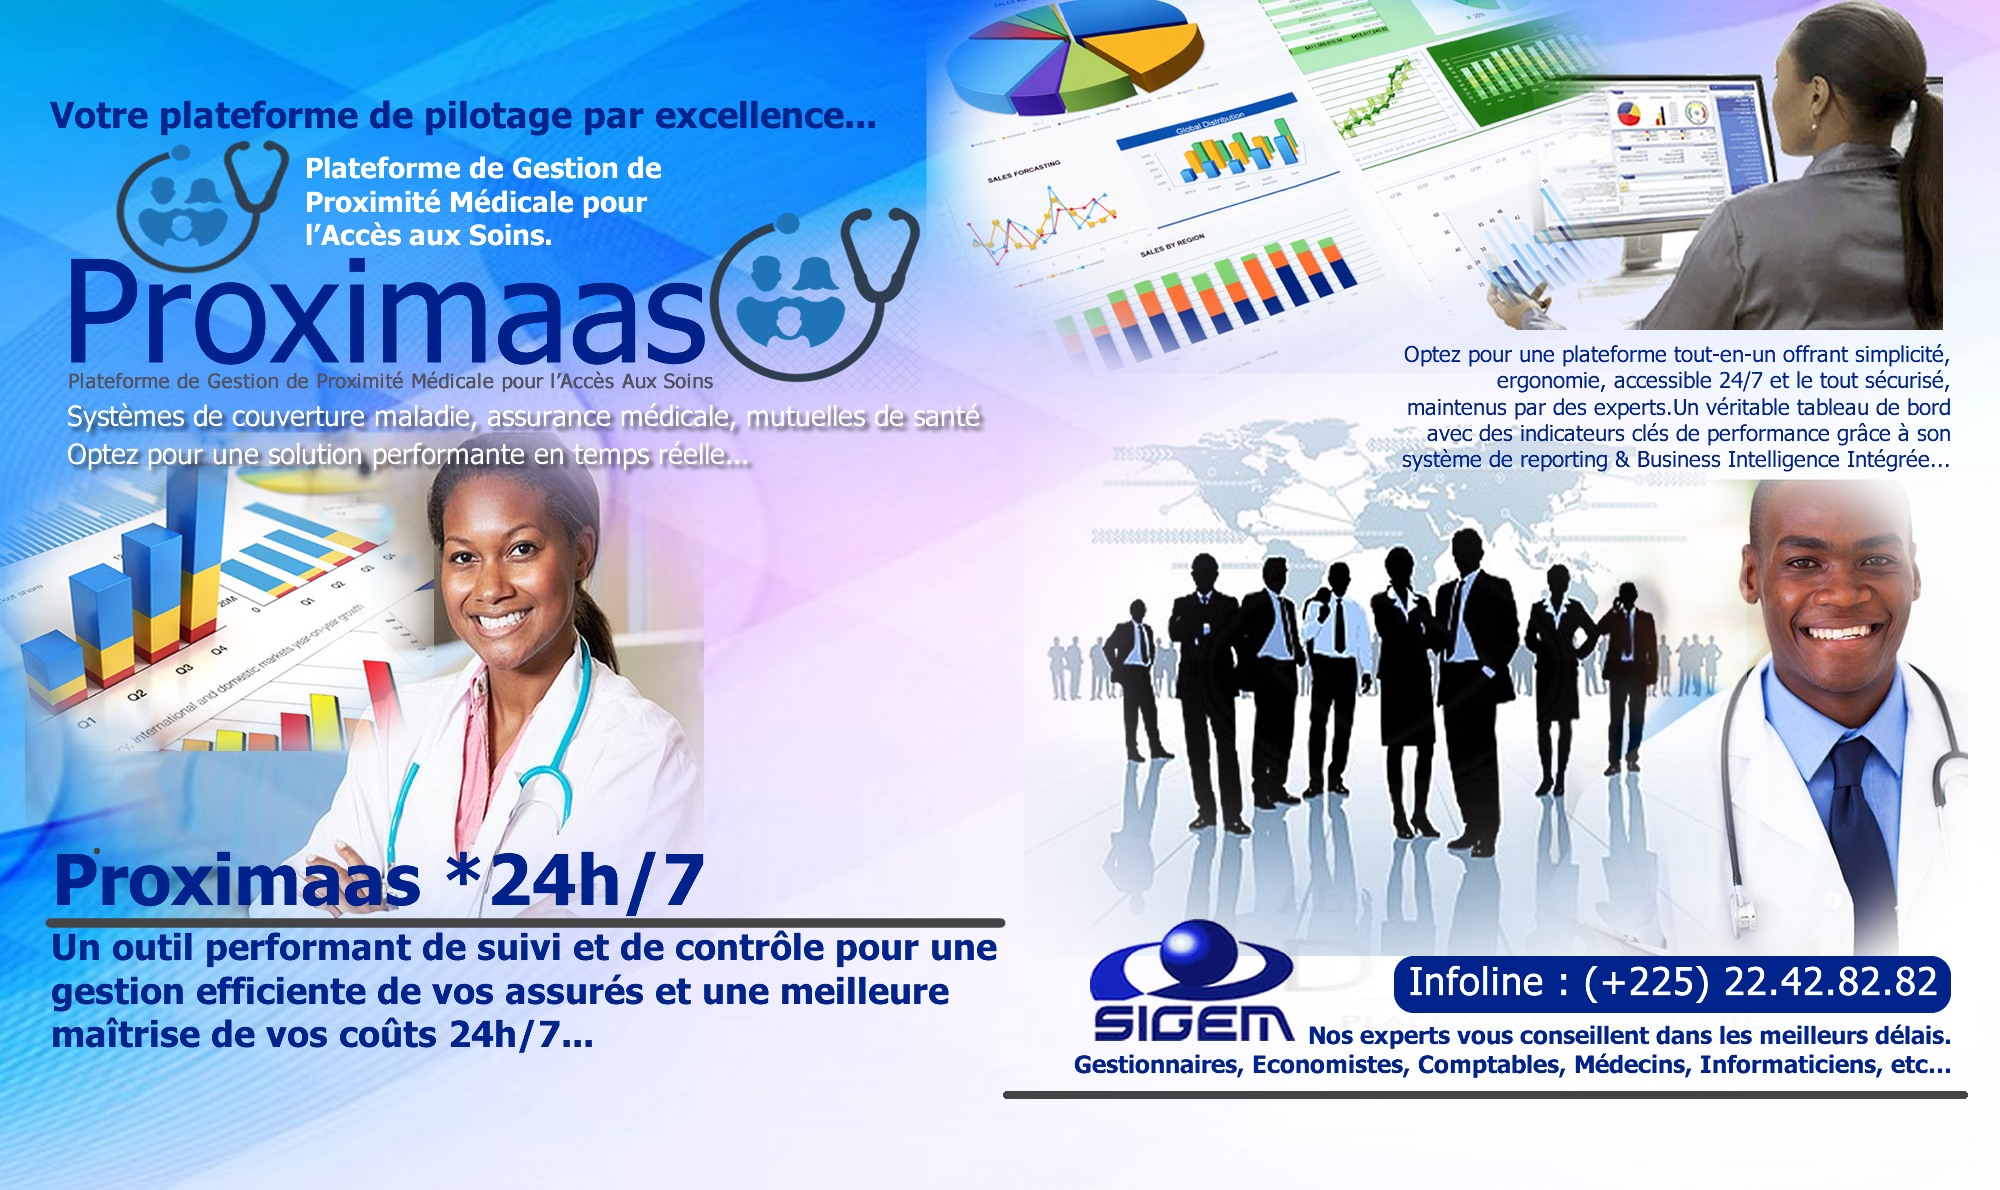 Votre plateforme de pilotage par excellence...
Plateforme de Gestion de
Proximité Médicale pour
l'Accès aux Soins.
Proximaas
Plateforme de Gestion de Proximité Médicale pour l'Accès Aux Soins
Systèmes de couverture maladie, assurance médicale, mutuelles de santé
Optez pour une solution performante en temps réelle...
SALES FORCASTING
Global Distribution
SALES BY REGION
Optez pour une plateforme tout-en-un offrant simplicité,
ergonomie, accessible 24/7 et le tout sécurisé,
maintenus par des experts.Un véritable tableau de bord
avec des indicateurs clés de performance grâce à son
système de reporting & Business Intelligence Intégrée...
20M
0
Q1
Q2
Q3
Q4
Q1
Q2
Q3
Q4
international and domestic markets year-on-year growth
Proximaas *24h/7
Un outil performant de suivi et de contrôle pour une
gestion efficiente de vos assurés et une meilleure
maîtrise de vos coûts 24h/7...
SIGEM
Infoline : (+225) 22.42.82.82
Nos experts vous conseillent dans les meilleurs délais.
Gestionnaires, Economistes, Comptables, Médecins, Informaticiens, etc...